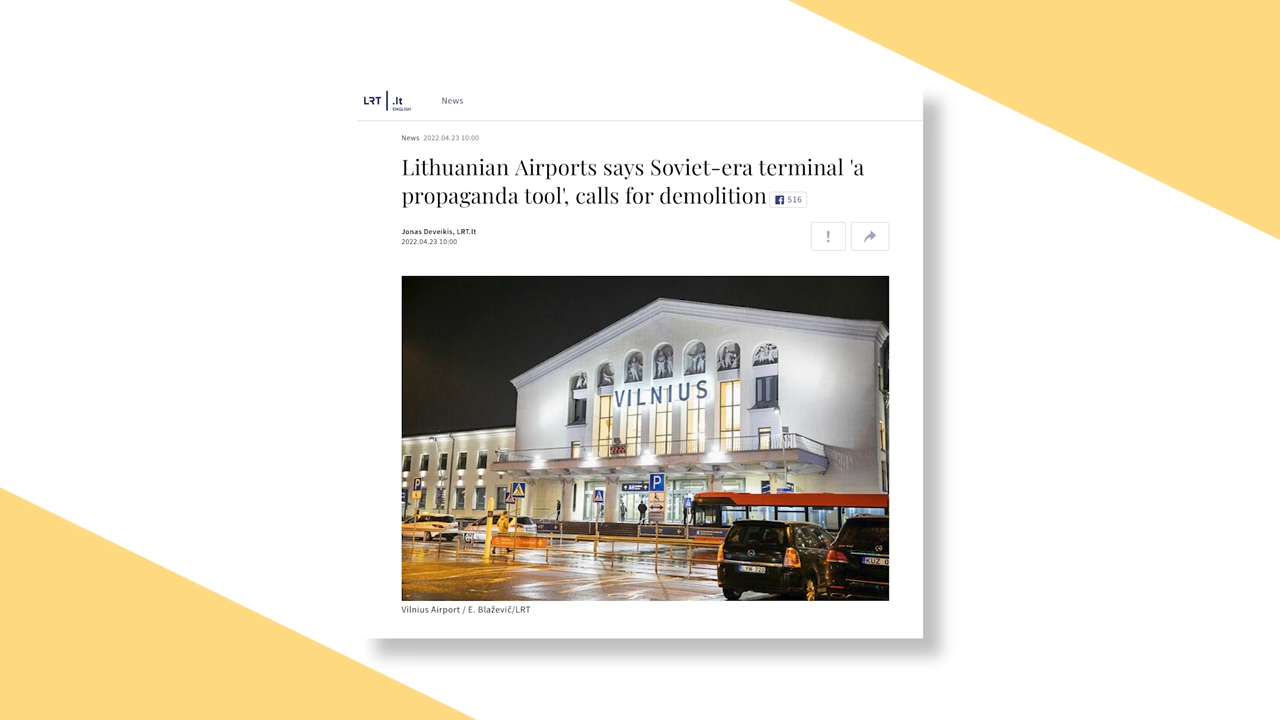 LRT .lt
ENGLISH
News
News 2022.04.23 10:00
Lithuanian Airports says Soviet-era terminal 'a
propaganda tool', calls for demolition 516
Jonas Deveikis, LRT.lt
2022.04.23 10:00
!
VILNIUS
P
P
Vilnius Airport / E. Blaževič/LRT